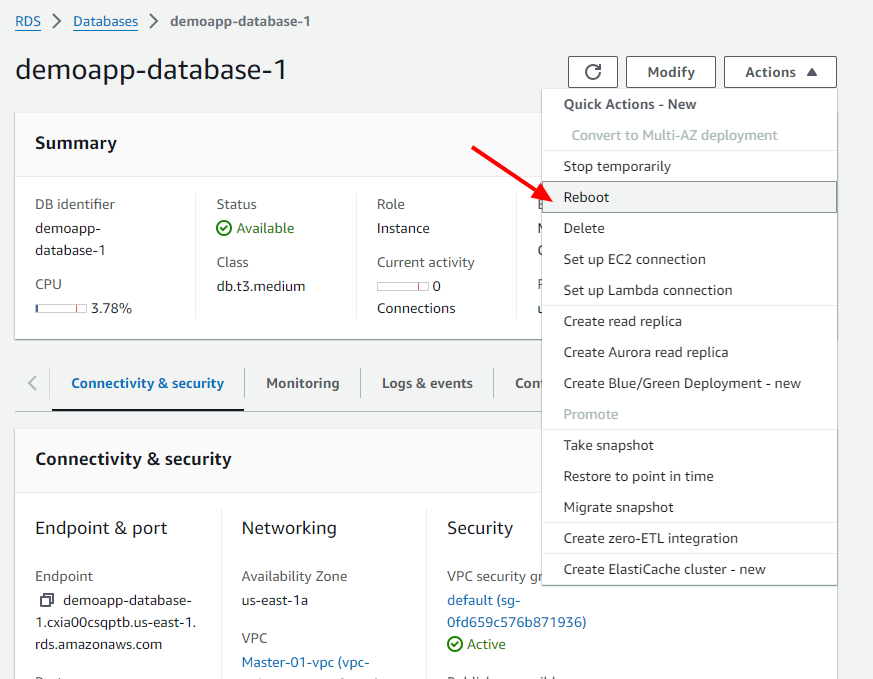 RDS > Databases > demoapp-database-1
demoapp-database-1
Modify
Actions
Quick Actions - New
Convert to Multi-AZ deployment
Stop temporarily
Reboot
Delete
Set up EC2 connection
Set up Lambda connection
Create read replica
Create Aurora read replica
Create Blue/Green Deployment - new
Promote
Take snapshot
Restore to point in time
Migrate snapshot
Create zero-ETL integration
Create ElastiCache cluster - new
Summary
DB identifier
demoapp-
database-1
CPU
3.78%
Status
Available
Class
db.t3.medium
Role
Instance
Current activity
0
Connections
Connectivity & security
Monitoring
Logs & events
Connectivity & security
Endpoint & port
Endpoint
demoapp-database-
1.cxia00csqptb.us-east-1.
rds.amazonaws.com
Networking
Availability Zone
us-east-1a
VPC
Master-01-vpc (vpc-
Security
VPC security
default (sg-
0fd659c576b871936)
Active